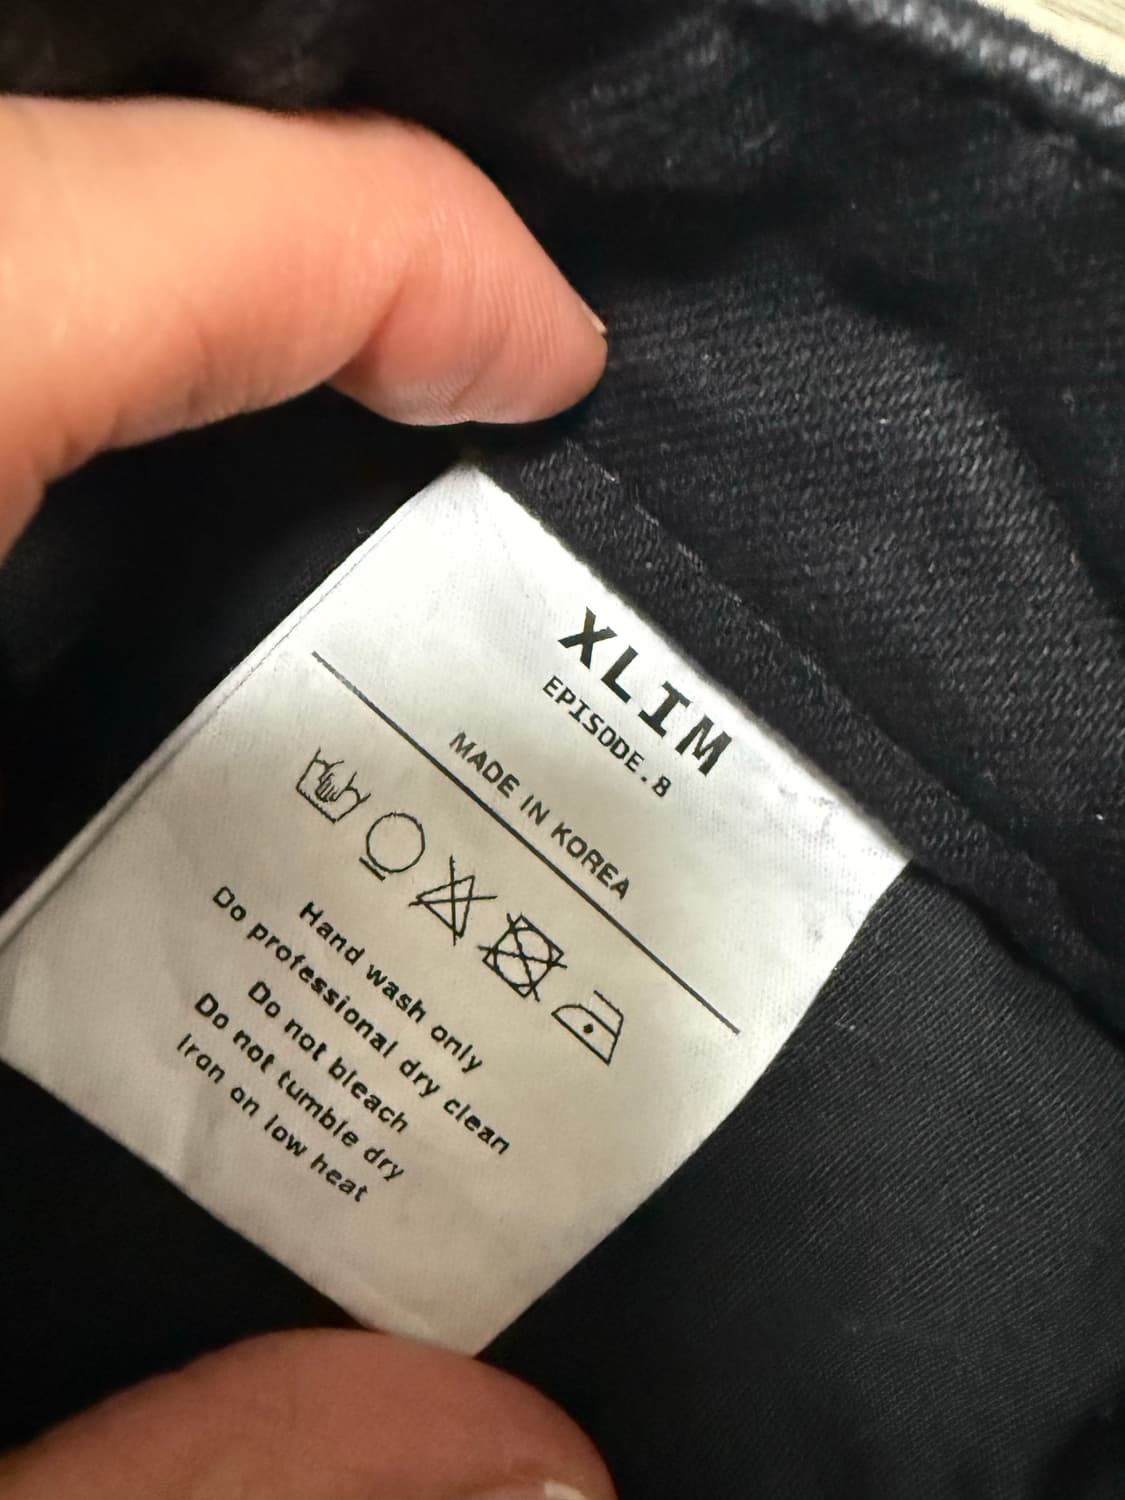 XLIM
EPISODE.8
MADE IN KOREA
Hand wash only
Do professional dry clean
Do not bleach
Do not tumble dry
Iron on low heat